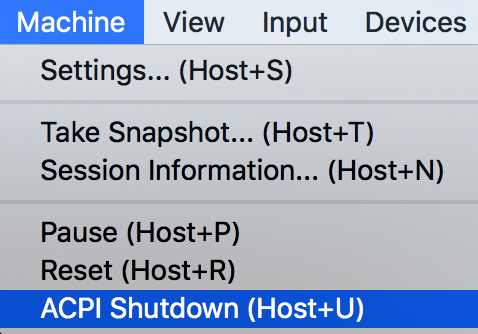 Machine View Input Devices
Settings... (Host+S)
Take Snapshot... (Host+T)
Session Information... (Host+N)
Pause (Host+P)
Reset (Host+R)
ACPI Shutdown (Host+U)